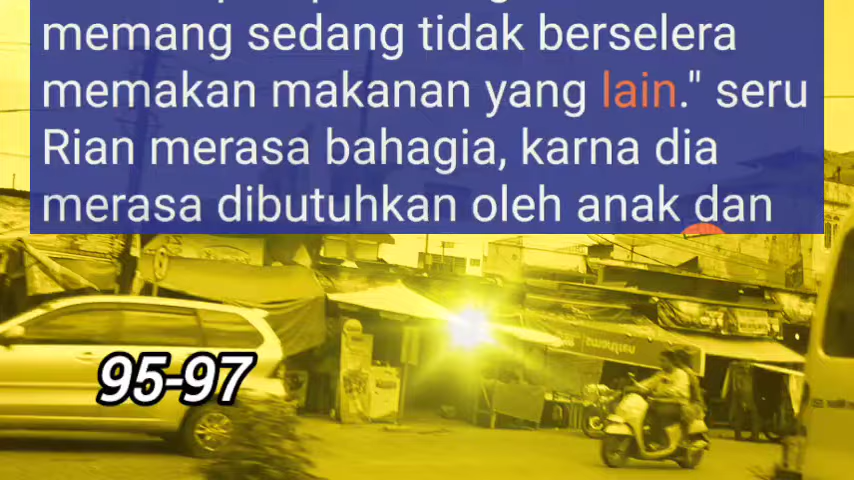 memang sedang tidak berselera
memakan makanan yang lain." seru
Rian merasa bahagia, karna dia
merasa dibutuhkan oleh anak dan
95-97